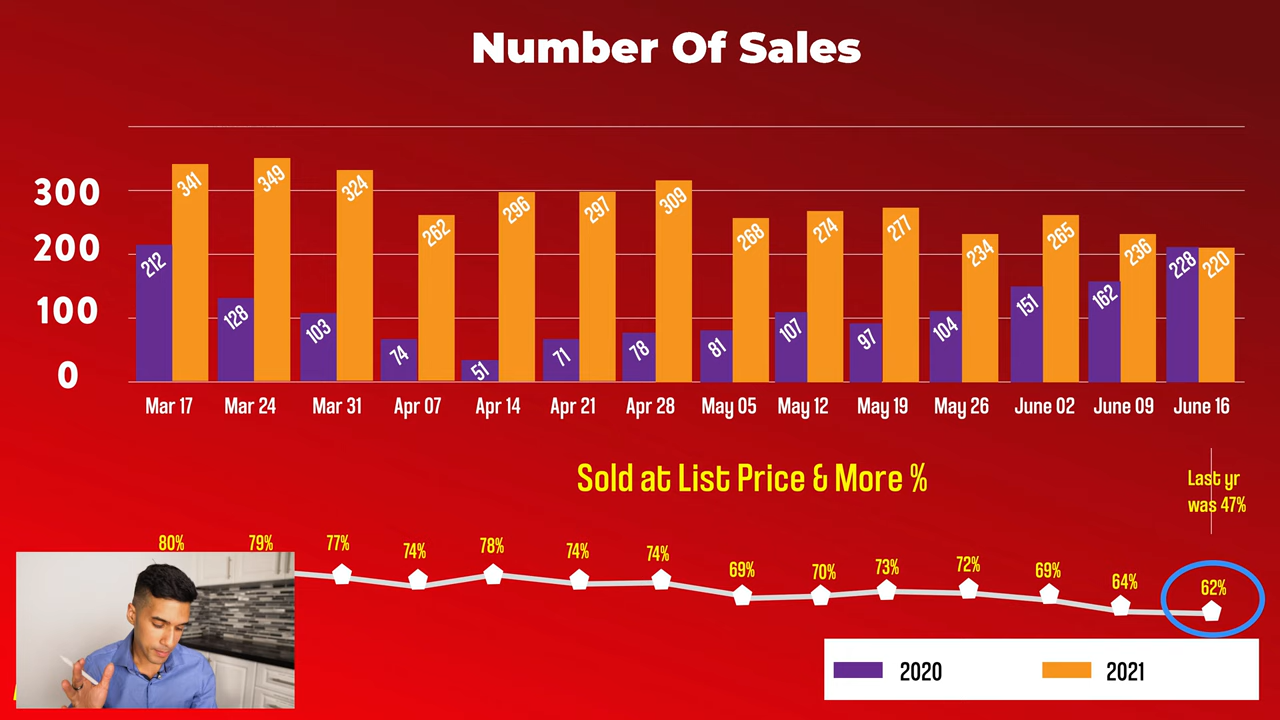 Number Of Sales
300
200
100
0
212 341 128 349 103 324 74 262 51 296 71 297 78 309 81 268 107 274 97 277 104 234 151 265 162 236 228 220
Mar 17 Mar 24 Mar 31 Apr 07 Apr 14 Apr 21 Apr 28 May 05 May 12 May 19 May 26 June 02 June 09 June 16
Sold at List Price & More %
Last yr
was 47%
80% 79% 77% 74% 78% 74% 74% 69% 70% 73% 72% 69% 64% 62%
2020 2021